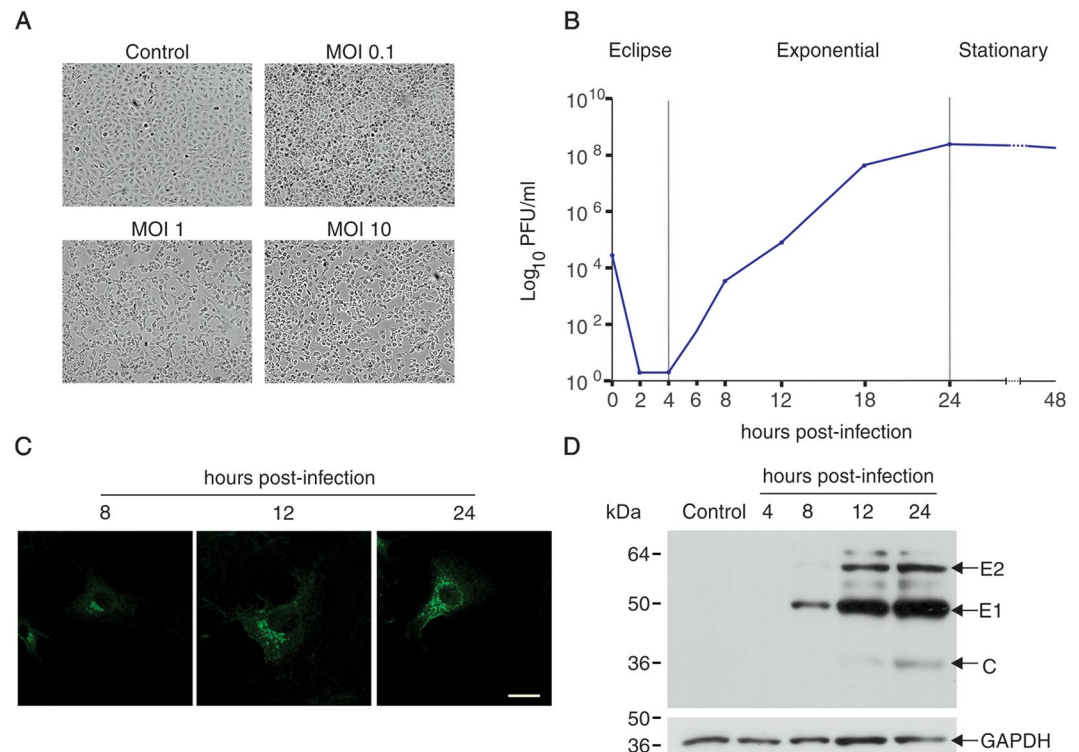 A
Control
MOI 0.1
MOI 1
MOI 10
B
Eclipse
Exponential
Stationary
Log10 PFU/ml
10^10
10^8
10^6
10^4
10^2
10^0
0 2 4 6 8 12 18 24 48
hours post-infection
C
hours post-infection
8 12 24
D
hours post-infection
kDa Control 4 8 12 24
64
E2
50
E1
36
C
50
36
GAPDH